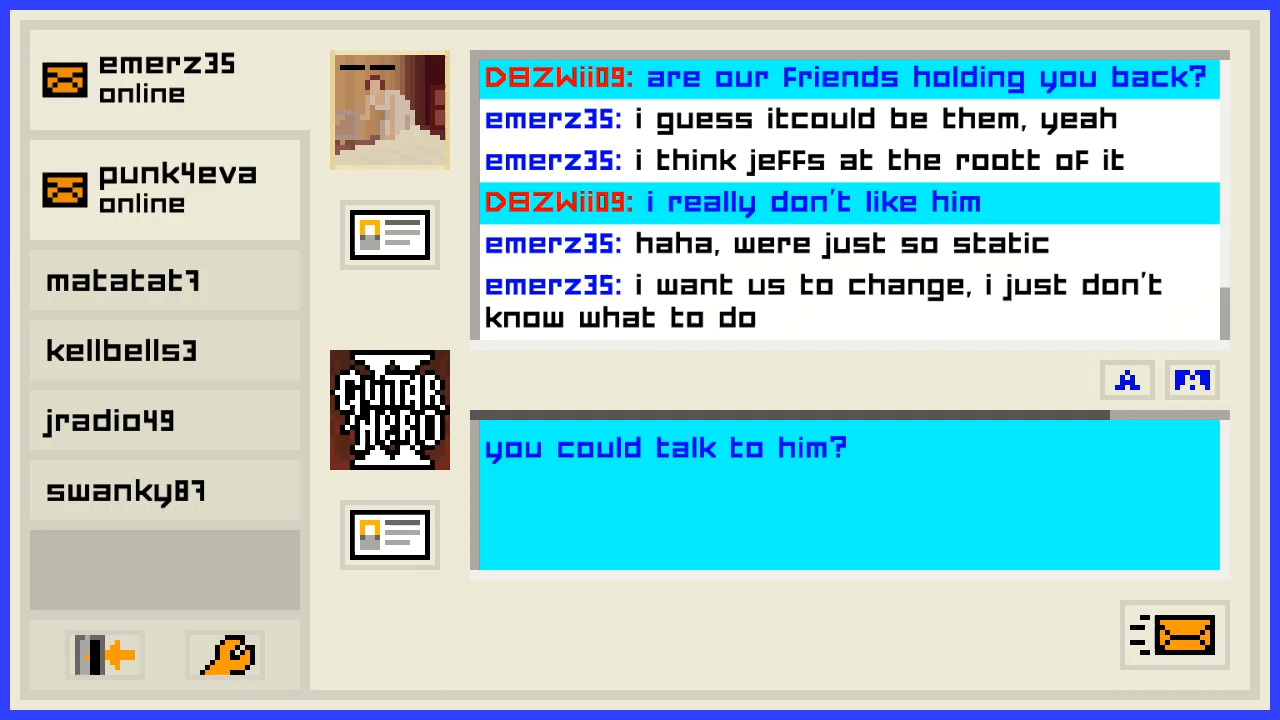 emerz35
online
punk4eva
online
matatat7
kellbells3
jradio49
swanky87
DBZWii09: are our friends holding you back?
emerz35: i guess itcould be them, yeah
emerz35: i think jeffs at the roott of it
DBZWii09: i really don't like him
emerz35: haha, were just so static
emerz35: i want us to change, i just don't
know what to do
GUITAR
HERO
A
you could talk to him?